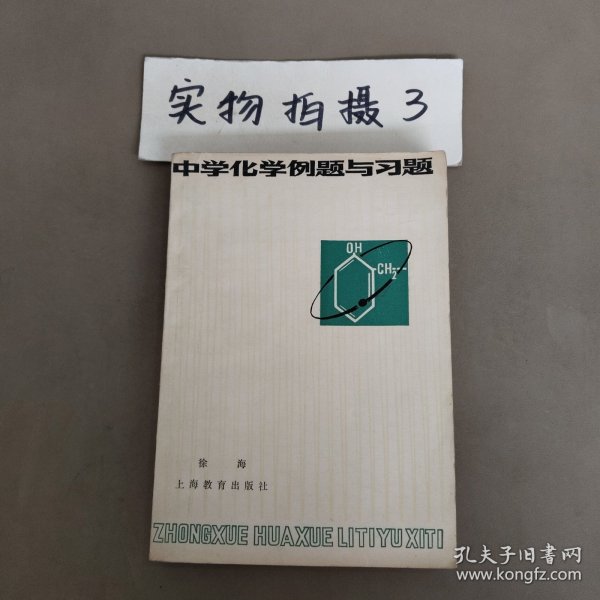 实物拍摄3
中学化学例题与习题
OH
CH2—
徐 海
上海教育出版社
ZHONGXUE HUAXUE LITIYU XITI
孔夫子旧书网
www.kongfz.com